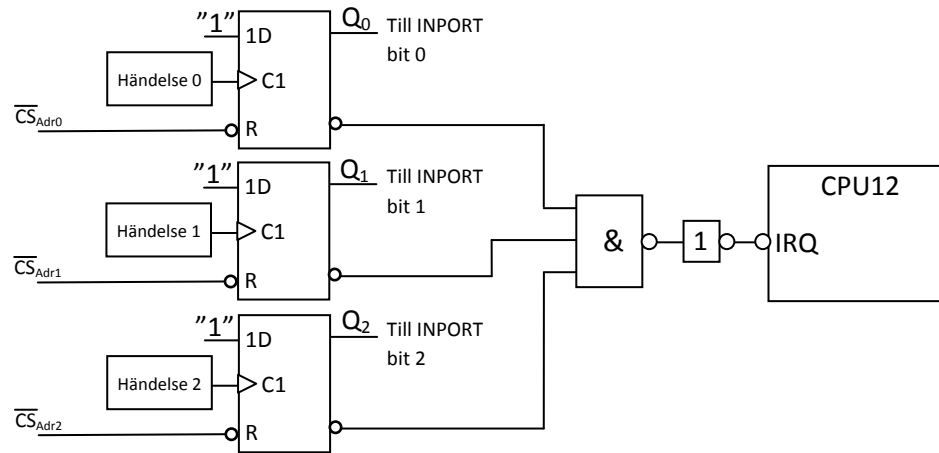 ”1”
1D
Q0
Till INPORT
bit 0
Händelse 0
C1
CSAdr0
R
”1”
1D
Q1
Till INPORT
bit 1
Händelse 1
C1
CSAdr1
R
”1”
1D
Q2
Till INPORT
bit 2
Händelse 2
C1
CSAdr2
R
&
1
CPU12
IRQ